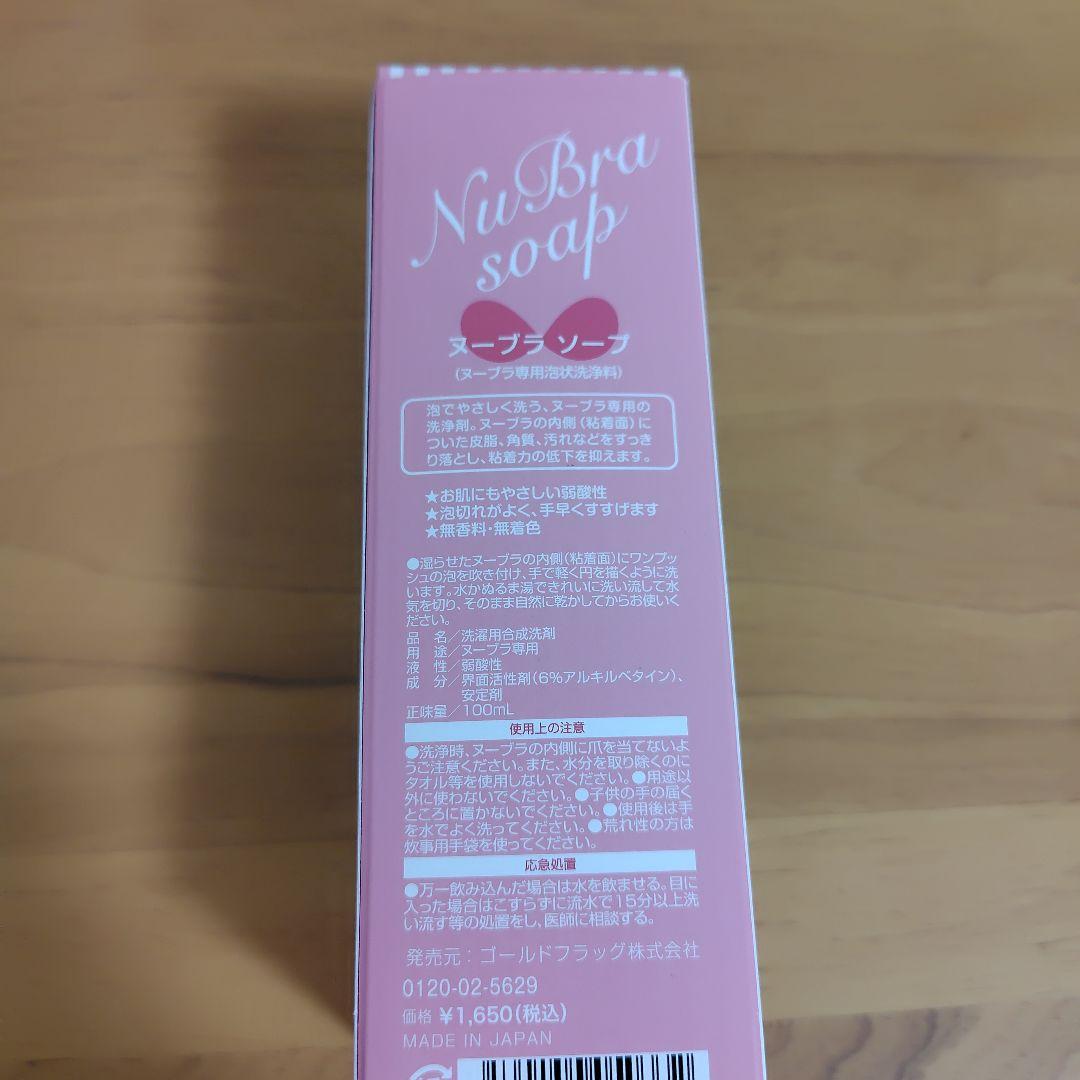 NuBra
soap
ヌーブラ ソープ
(ヌーブラ専用泡状洗浄料)
泡でやさしく洗う、ヌーブラ専用の
洗浄剤。ヌーブラの内側(粘着面)に
ついた皮脂、角質、汚れなどをすっき
り落とし、粘着力の低下を抑えます。
★お肌にもやさしい弱酸性
★泡切れがよく、手早くすすげます
★無香料・無着色
●湿らせたヌーブラの内側(粘着面)にワンプッ
シュの泡を吹き付け、手で軽く円を描くように洗
います。水かぬるま湯できれいに洗い流して水
気を切り、そのまま自然に乾かしてからお使いく
ださい。
品 名/洗濯用合成洗剤
用 途/ヌーブラ専用
液 性/弱酸性
成 分/界面活性剤(6%アルキルベタイン)、
安定剤
正味量/100mL
使用上の注意
●洗浄時、ヌーブラの内側に爪を当てないよ
うご注意ください。また、水分を取り除くのに
タオル等を使用しないでください。●用途以
外に使わないでください。●子供の手の届く
ところに置かないでください。●使用後は手
を水でよく洗ってください。●荒れ性の方は
炊事用手袋を使ってください。
応急処置
●万一飲み込んだ場合は水を飲ませる。目に
入った場合はこすらずに流水で15分以上洗
い流す等の処置をし、医師に相談する。
発売元:ゴールドフラッグ株式会社
0120-02-5629
価格 ¥1,650(税込)
MADE IN JAPAN